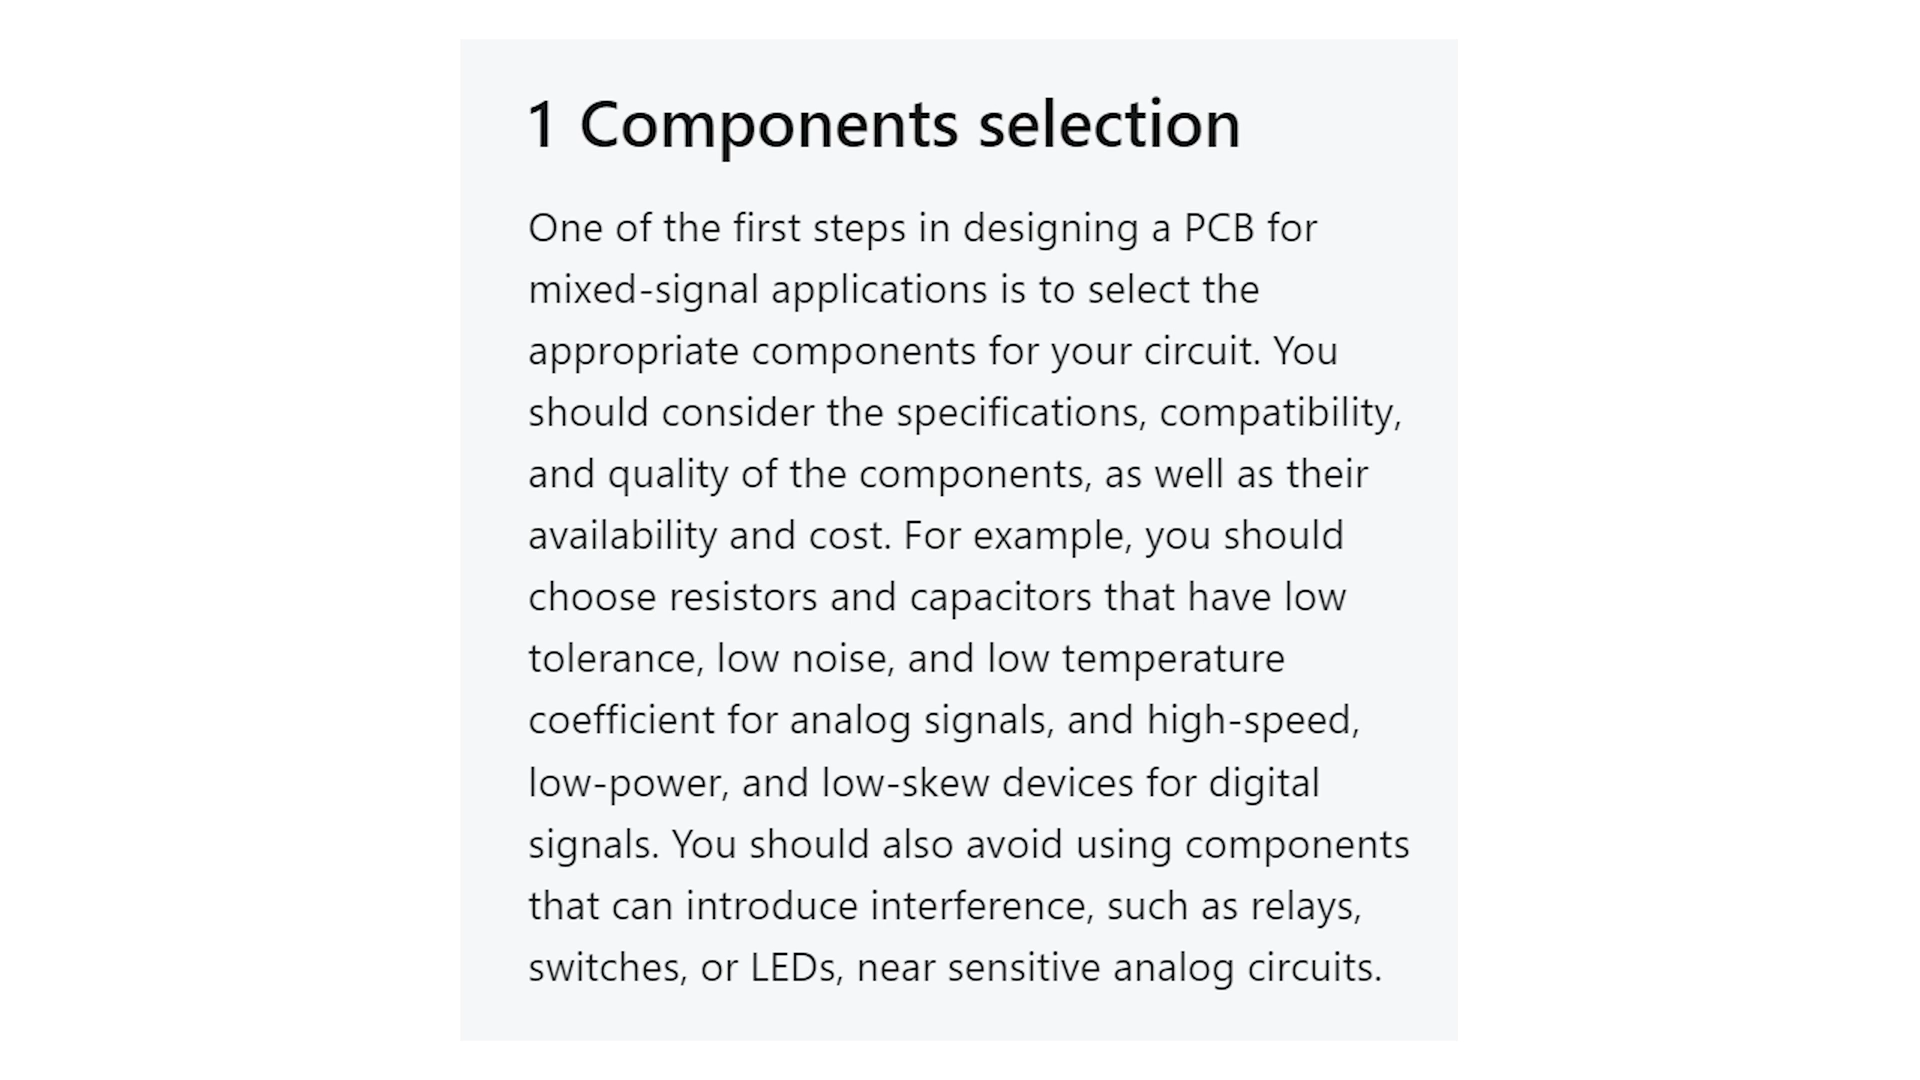 1 Components selection
One of the first steps in designing a PCB for
mixed-signal applications is to select the
appropriate components for your circuit. You
should consider the specifications, compatibility,
and quality of the components, as well as their
availability and cost. For example, you should
choose resistors and capacitors that have low
tolerance, low noise, and low temperature
coefficient for analog signals, and high-speed,
low-power, and low-skew devices for digital
signals. You should also avoid using components
that can introduce interference, such as relays,
switches, or LEDs, near sensitive analog circuits.